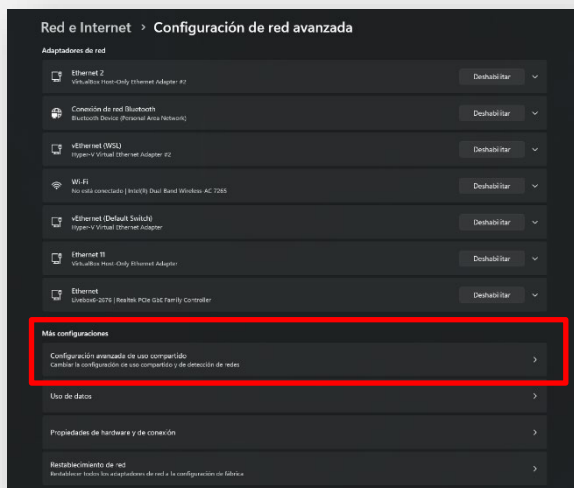 Red e Internet > Configuración de red avanzada
Adaptadores de red
Ethernet 2
VirtualBox Host-Only Ethernet Adapter #2
Deshabilitar
Conexión de red Bluetooth
Bluetooth Device (Personal Area Network)
Deshabilitar
vEthernet (WSL)
Hyper-V Virtual Ethernet Adapter #2
Deshabilitar
Wi-Fi
No está conectado | Intel(R) Dual Band Wireless-AC 7265
Deshabilitar
vEthernet (Default Switch)
Hyper-V Virtual Ethernet Adapter
Deshabilitar
Ethernet 11
VirtualBox Host-Only Ethernet Adapter
Deshabilitar
Ethernet
Livebox6-2676 | Realtek PCIe GbE Family Controller
Deshabilitar
Más configuraciones
Configuración avanzada de uso compartido
Cambiar la configuración de uso compartido y de detección de redes
Uso de datos
Propiedades de hardware y de conexión
Restablecimiento de red
Restablecer todos los adaptadores de red a la configuración de fábrica